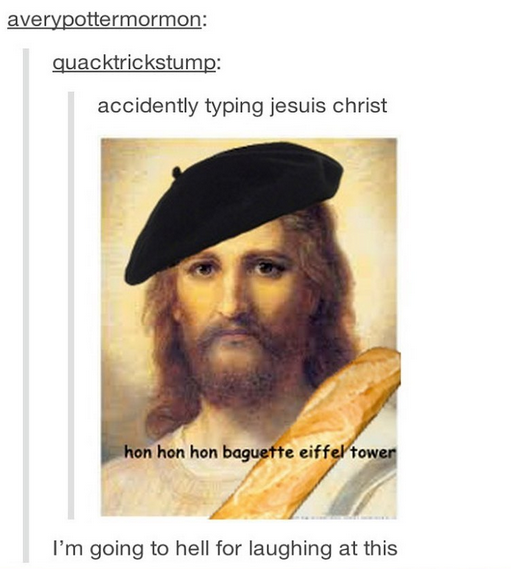 averypottermormon:
quacktrickstump:
accidently typing jesuis christ
hon hon hon baguette eiffel tower
I'm going to hell for laughing at this